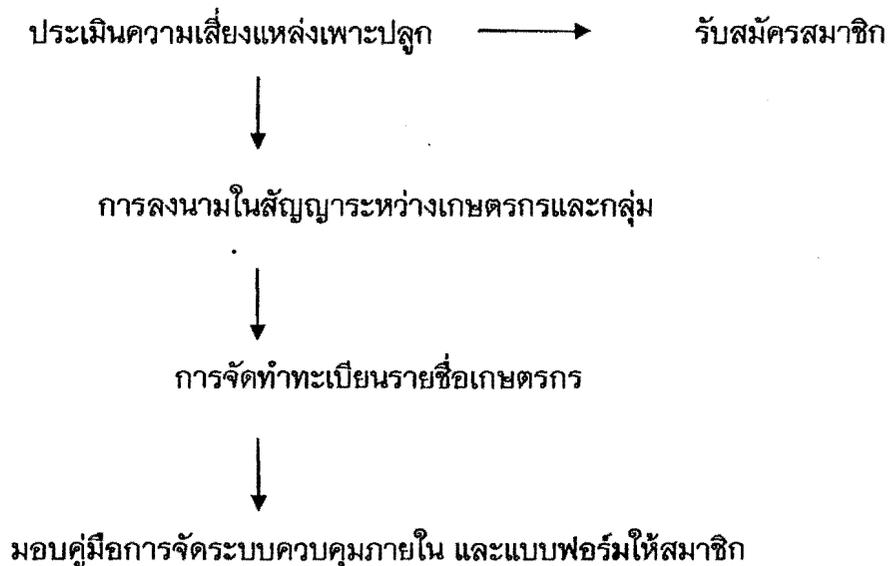 ประเมินความเสี่ยงแหล่งเพาะปลูก
รับสมัครสมาชิก
การลงนามในสัญญาระหว่างเกษตรกรและกลุ่ม
การจัดทำทะเบียนรายชื่อเกษตรกร
มอบคู่มือการจัดระบบควบคุมภายใน และแบบฟอร์มให้สมาชิก